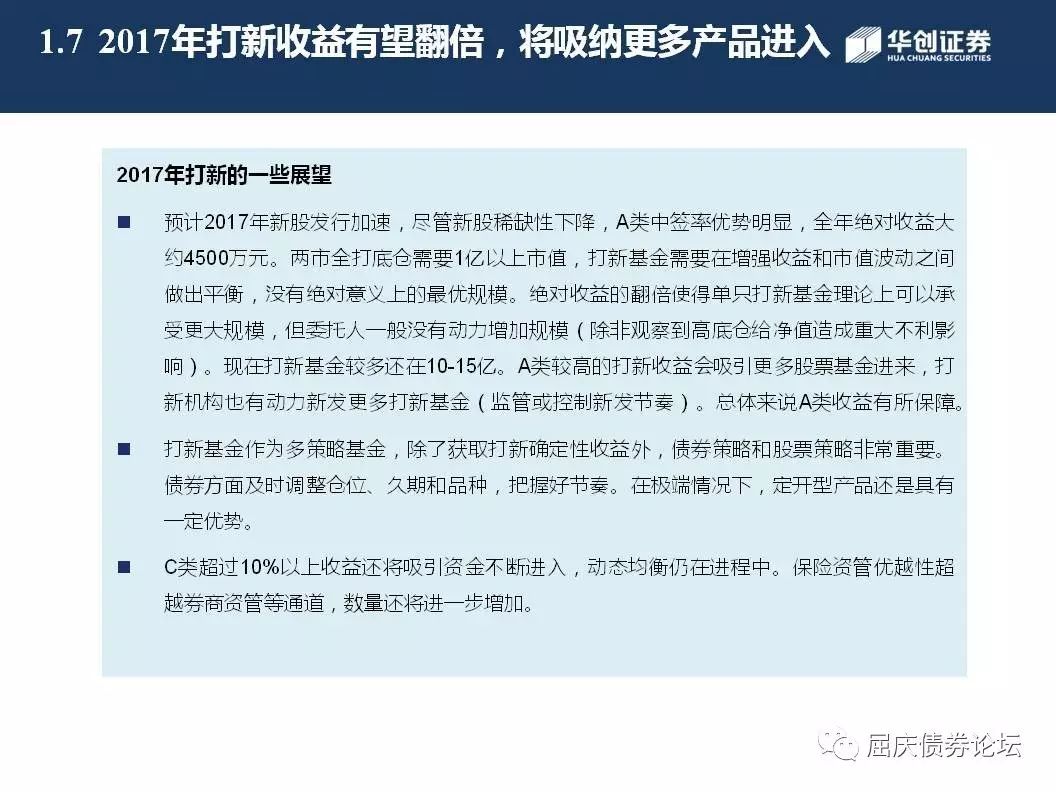 1.7 2017年打新收益有望翻倍，将吸纳更多产品进入
华创证券
HUA CHUANG SECURITIES
2017年打新的一些展望
■ 预计2017年新股发行加速，尽管新股稀缺性下降，A类中签率优势明显，全年绝对收益大
约4500万元。两市全打底仓需要1亿以上市值，打新基金需要在增强收益和市值波动之间
做出平衡，没有绝对意义上的最优规模。绝对收益的翻倍使得单只打新基金理论上可以承
受更大规模，但委托人一般没有动力增加规模（除非观察到高底仓给净值造成重大不利影
响）。现在打新基金较多还在10-15亿。A类较高的打新收益会吸引更多股票基金进来，打
新机构也有动力新发更多打新基金（监管或控制新发节奏）。总体来说A类收益有所保障。
■ 打新基金作为多策略基金，除了获取打新确定性收益外，债券策略和股票策略非常重要。
债券方面及时调整仓位、久期和品种，把握好节奏。在极端情况下，定开型产品还是具有
一定优势。
■ C类超过10%以上收益还将吸引资金不断进入，动态均衡仍在进程中。保险资管优越性超
越券商资管等通道，数量还将进一步增加。
屈庆债券论坛